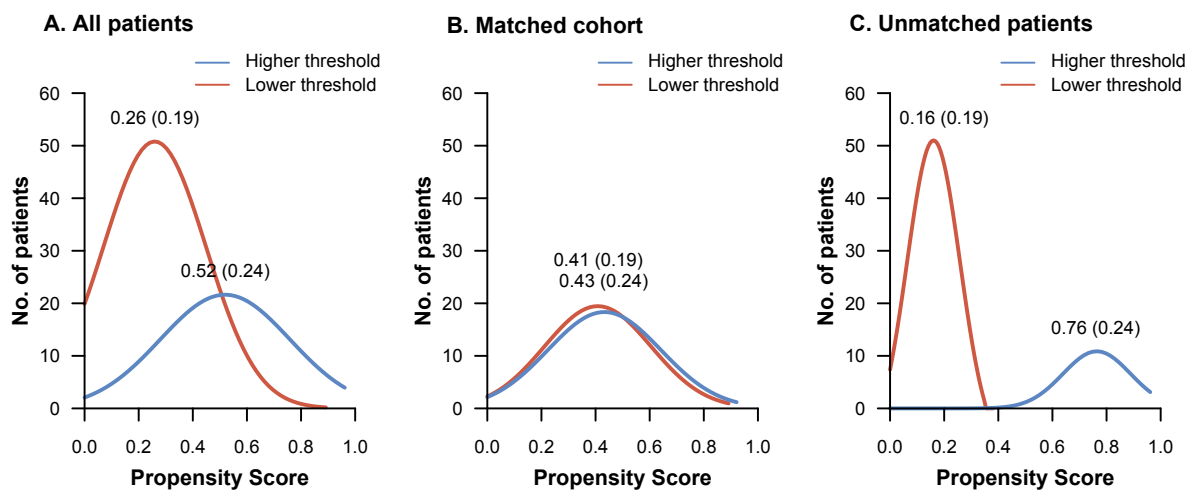 A. All patients
Higher threshold
Lower threshold
60
50
40
30
20
10
0
No. of patients
0.26 (0.19)
0.52 (0.24)
0.0 0.2 0.4 0.6 0.8 1.0
Propensity Score
B. Matched cohort
Higher threshold
Lower threshold
60
50
40
30
20
10
0
No. of patients
0.41 (0.19)
0.43 (0.24)
0.0 0.2 0.4 0.6 0.8 1.0
Propensity Score
C. Unmatched patients
Higher threshold
Lower threshold
60
50
40
30
20
10
0
No. of patients
0.16 (0.19)
0.76 (0.24)
0.0 0.2 0.4 0.6 0.8 1.0
Propensity Score